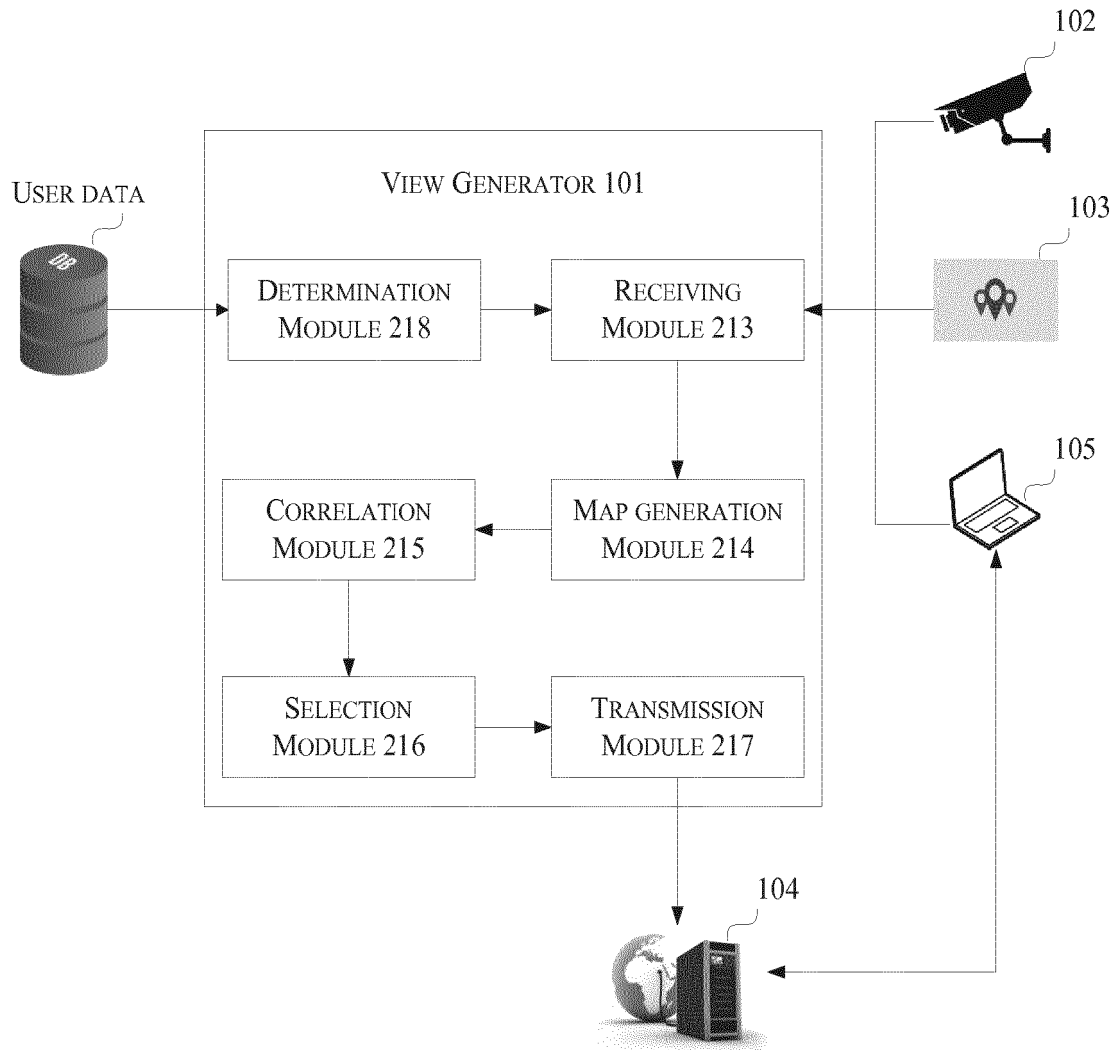 102
VIEW GENERATOR 101
USER DATA
103
DB
DETERMINATION
MODULE 218
RECEIVING
MODULE 213
105
CORRELATION
MODULE 215
MAP GENERATION
MODULE 214
SELECTION
MODULE 216
TRANSMISSION
MODULE 217
104